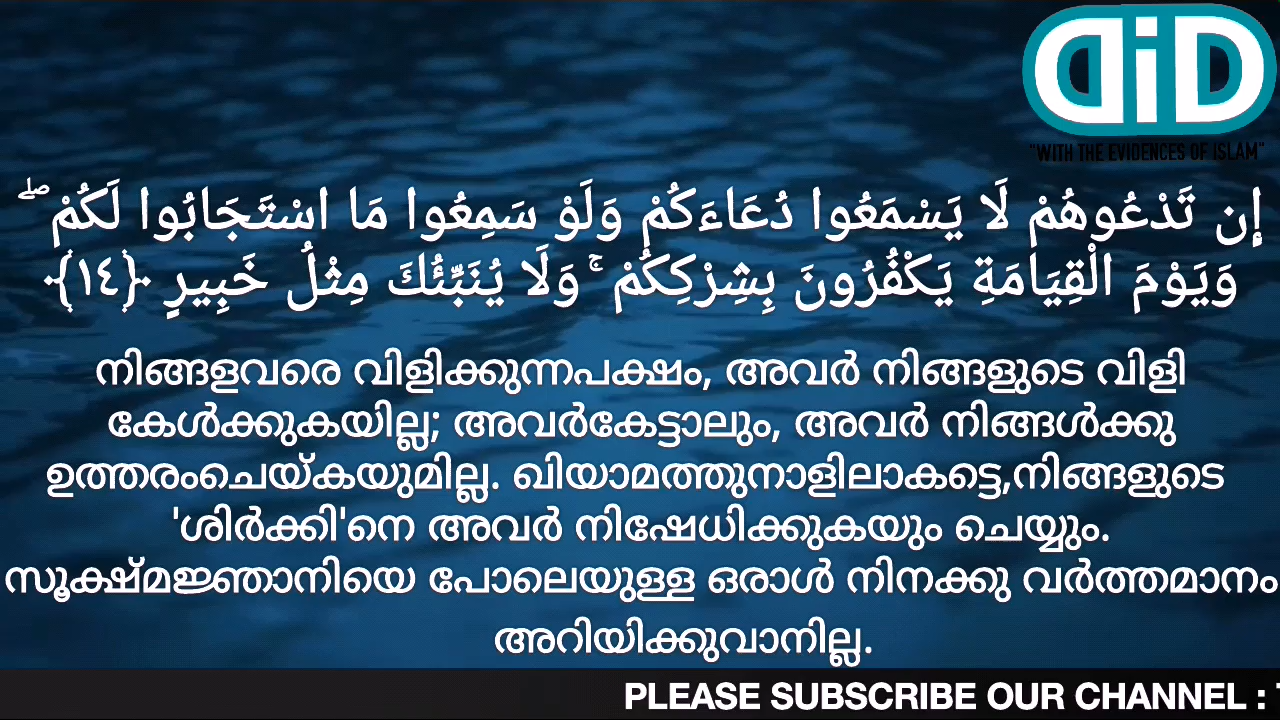 DiD
"WITH THE EVIDENCES OF ISLAM"
إِن تَدْعُوهُمْ لَا يَسْمَعُوا دُعَاءَكُمْ وَلَوْ سَمِعُوا مَا اسْتَجَابُوا لَكُمْ ۖ
وَيَوْمَ الْقِيَامَةِ يَكْفُرُونَ بِشِرْكِكُمْ ۚ وَلَا يُنَبِّئُكَ مِثْلُ خَبِيرٍ ﴿١٤﴾
നിങ്ങളവരെ വിളിക്കുന്നപക്ഷം, അവർ നിങ്ങളുടെ വിളി
കേൾക്കുകയില്ല; അവർകേട്ടാലും, അവർ നിങ്ങൾക്കു
ഉത്തരംചെയ്കയുമില്ല. ഖിയാമത്തുനാളിലാകട്ടെ,നിങ്ങളുടെ
'ശിർക്കി'നെ അവർ നിഷേധിക്കുകയും ചെയ്യും.
സൂക്ഷ്മജ്ഞാനിയെ പോലെയുള്ള ഒരാൾ നിനക്കു വർത്തമാനം
അറിയിക്കുവാനില്ല.
PLEASE SUBSCRIBE OUR CHANNEL :